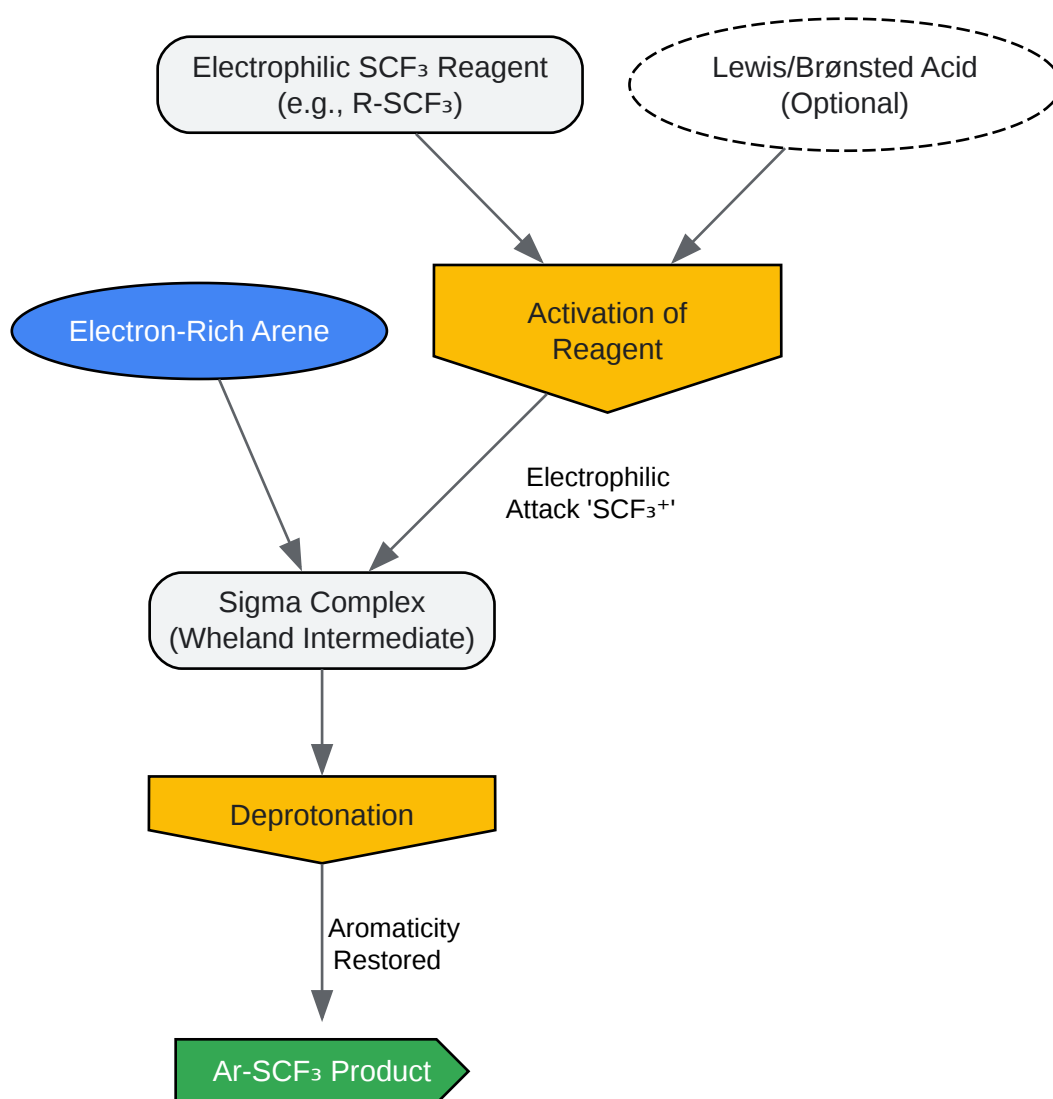 Electrophilic SCF₃ Reagent
(e.g., R-SCF₃)
Lewis/Brønsted Acid
(Optional)
Activation of
Reagent
Electron-Rich Arene
Electrophilic
Attack 'SCF₃⁺'
Sigma Complex
(Wheland Intermediate)
Deprotonation
Aromaticity
Restored
Ar-SCF₃ Product